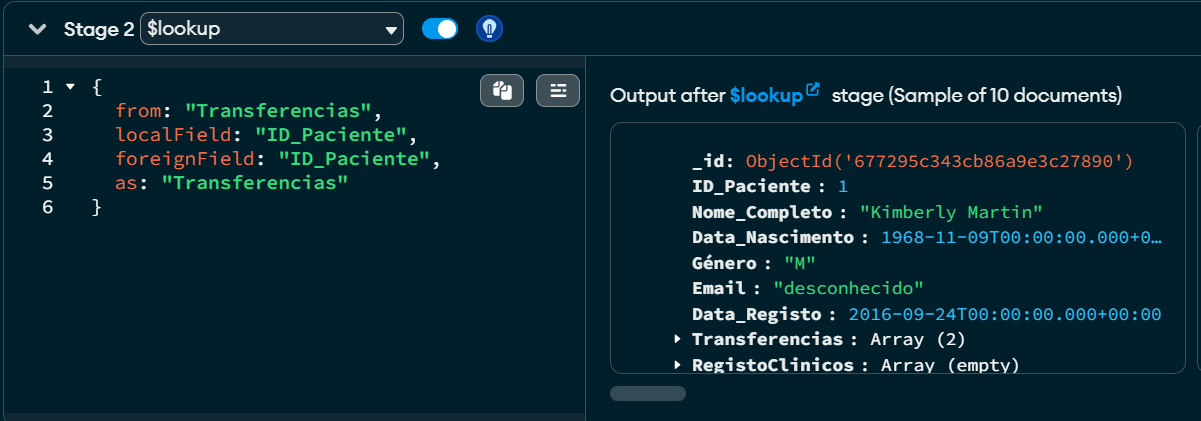 Stage 2 $lookup
1 {
2 from: "Transferencias",
3 localField: "ID_Paciente",
4 foreignField: "ID_Paciente",
5 as: "Transferencias"
6 }
Output after $lookup stage (Sample of 10 documents)
_id: ObjectId('677295c343cb86a9e3c27890')
ID_Paciente : 1
Nome_Completo : "Kimberly Martin"
Data_Nascimento : 1968-11-09T00:00:00.000+0…
Género : "M"
Email : "desconhecido"
Data_Registo : 2016-09-24T00:00:00.000+00:00
Transferencias : Array (2)
RegistoClinicos : Array (empty)